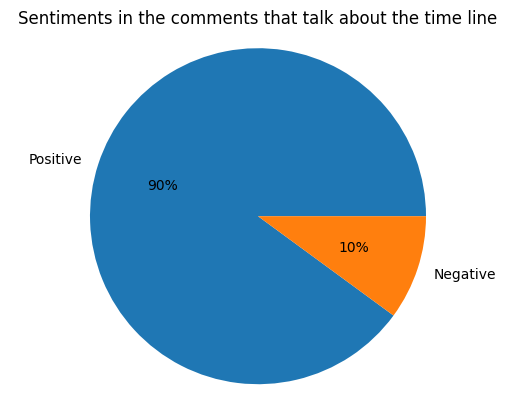 Sentiments in the comments that talk about the time line
Positive
90%
10%
Negative